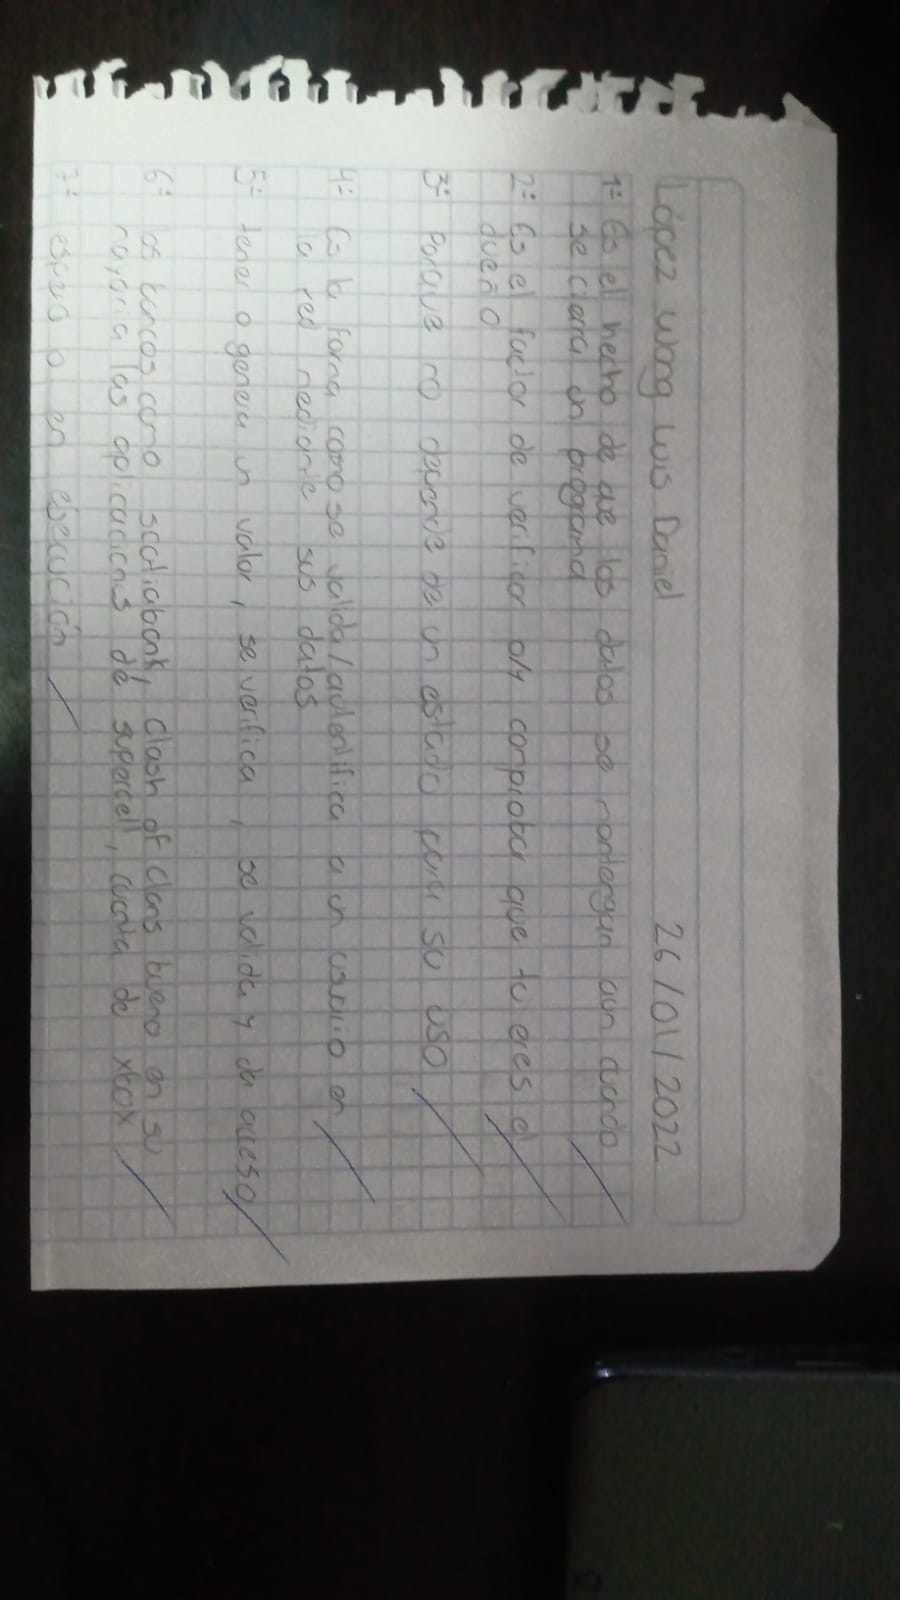 López Wong Luis Daniel 26/01/2022
1- Es el hecho de que los datos se mantengan aun cuando
se cierra un programa
2- Es el factor de verificar o/y comprobar que tu eres el
dueño
3- Porque no depende de un estado para su uso
4- Es la forma como se valida/autentifica a un usuario en
la red mediante sus datos
5- tener o genera un valor, se verifica, se valida y da acceso
6- los bancos como scotiabank, Clash of Clans bueno en su
mayoria las aplicacions de supercell, cuenta de xbox
7- espera o en ejecución